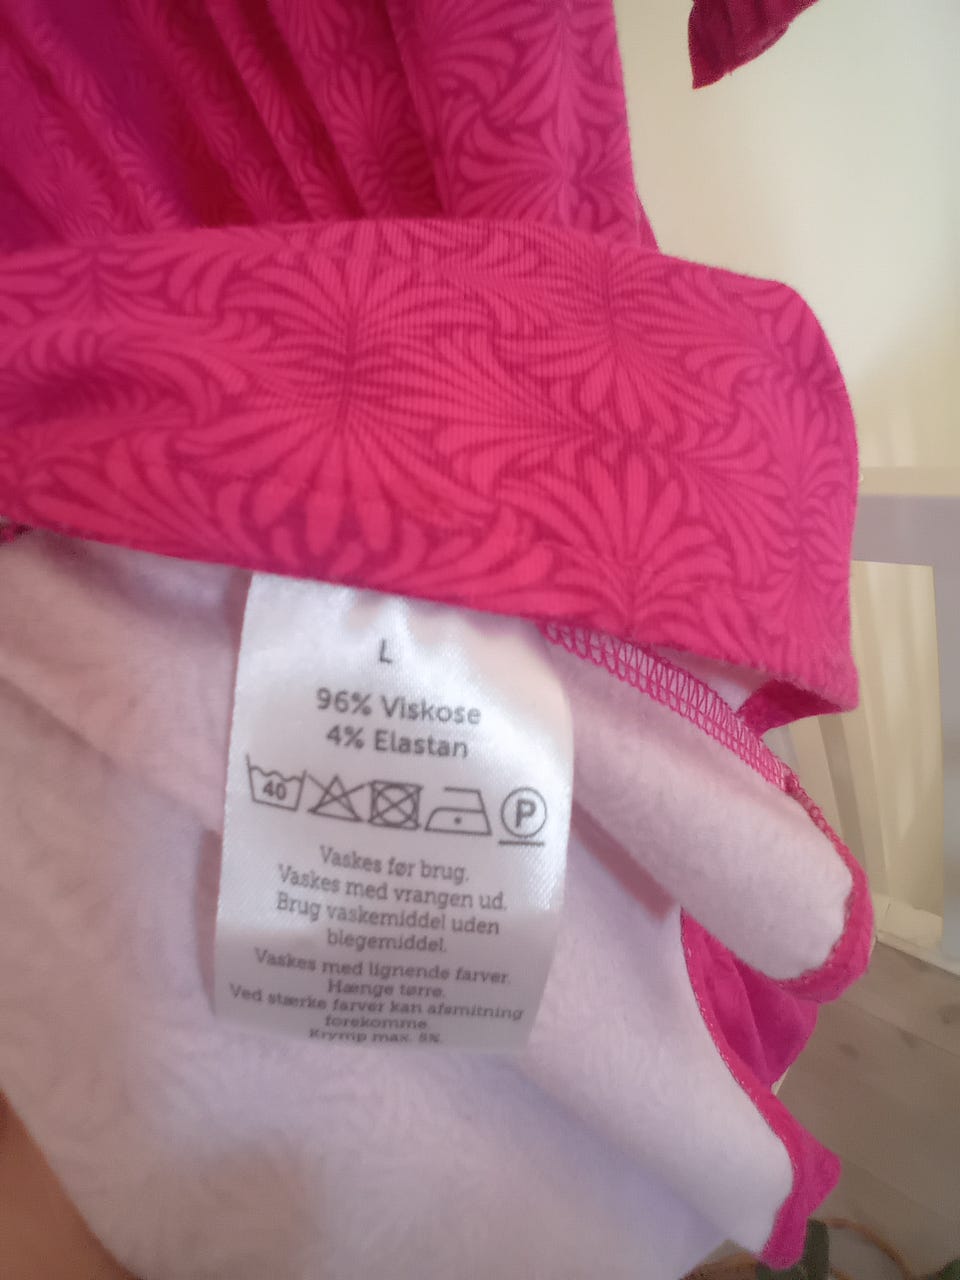 L
96% Viskose
4% Elastan
40
P
Vaskes før brug.
Vaskes med vrangen ud.
Brug vaskemiddel uden
blegemiddel.
Vaskes med lignende farver.
Hænge tørre.
Ved stærke farver kan afsmitning
forekomme.
Krymp max. 5%.